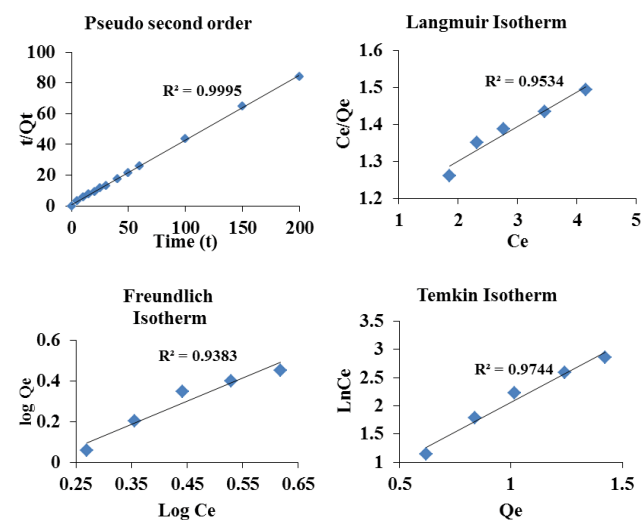 Pseudo second order
100
80
60
40
20
0
t/Qt
R² = 0.9995
0 50 100 150 200
Time (t)
Langmuir Isotherm
1.6
1.5
1.4
1.3
1.2
Ce/Qe
R² = 0.9534
1 2 3 4 5
Ce
Freundlich
Isotherm
0.6
0.4
0.2
0
log Qe
R² = 0.9383
0.25 0.35 0.45 0.55 0.65
Log Ce
Temkin Isotherm
3.5
3
2.5
2
1.5
1
LnCe
R² = 0.9744
0.5 1 1.5
Qe